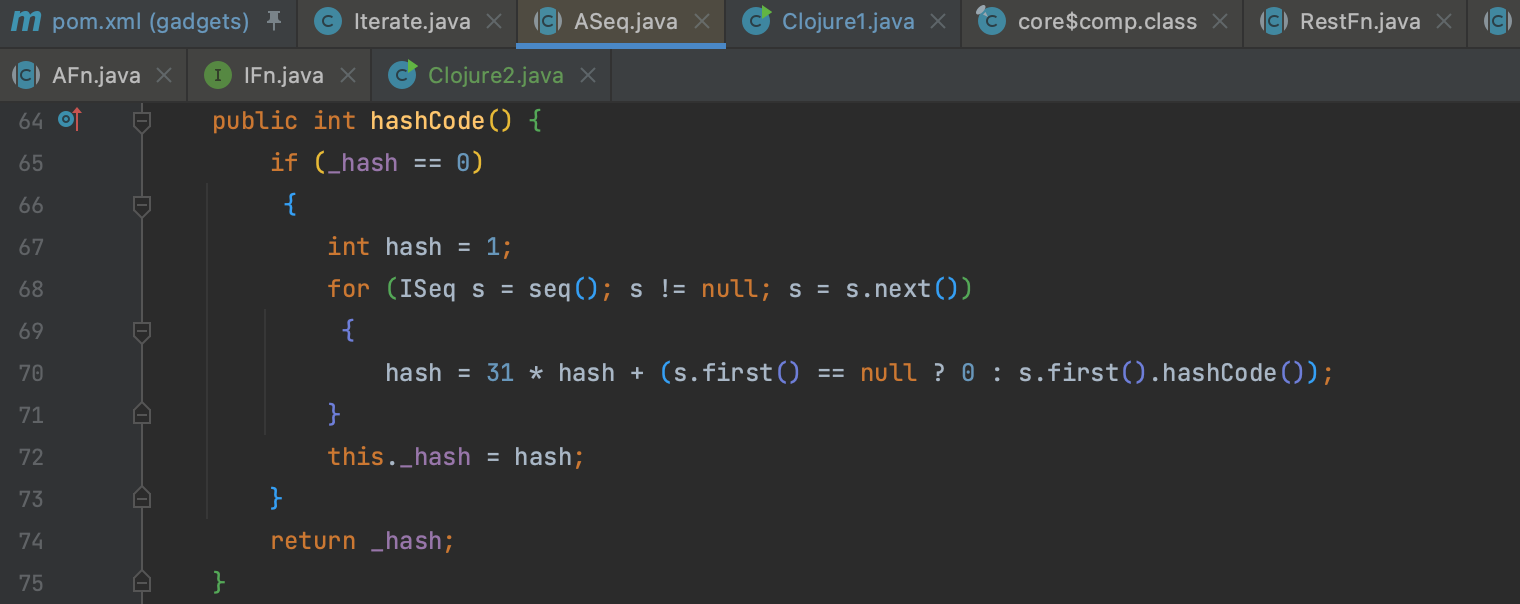 m pom.xml (gadgets) C Iterate.java C ASeq.java C Clojure1.java C core$comp.class C RestFn.java C
C AFn.java I IFn.java C Clojure2.java
64 public int hashCode() {
65 if (_hash == 0)
66 {
67 int hash = 1;
68 for (ISeq s = seq(); s != null; s = s.next())
69 {
70 hash = 31 * hash + (s.first() == null ? 0 : s.first().hashCode());
71 }
72 this._hash = hash;
73 }
74 return _hash;
75 }